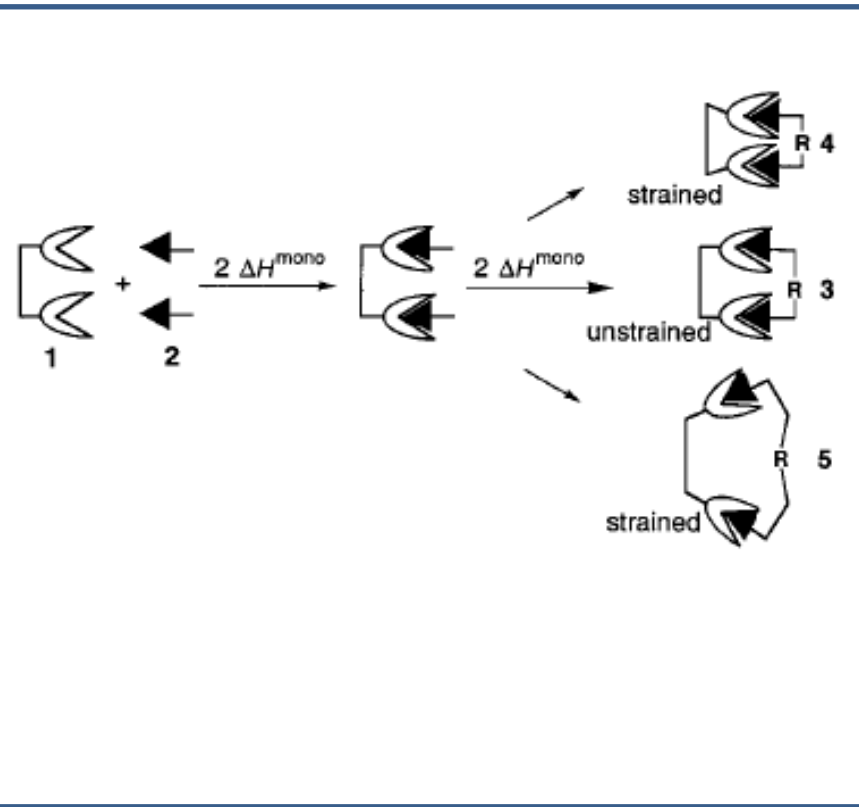 R 4
strained
2 ΔH^mono
2 ΔH^mono
+
R 3
unstrained
1
2
R 5
strained